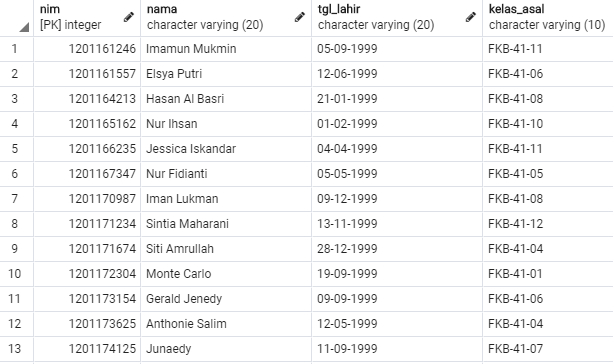 nim nama tgl_lahir kelas_asal
[PK] integer character varying (20) character varying (20) character varying (10)
1 1201161246 Imamun Mukmin 05-09-1999 FKB-41-11
2 1201161557 Elsya Putri 12-06-1999 FKB-41-06
3 1201164213 Hasan Al Basri 21-01-1999 FKB-41-08
4 1201165162 Nur Ihsan 01-02-1999 FKB-41-10
5 1201166235 Jessica Iskandar 04-04-1999 FKB-41-11
6 1201167347 Nur Fidianti 05-05-1999 FKB-41-05
7 1201170987 Iman Lukman 09-12-1999 FKB-41-08
8 1201171234 Sintia Maharani 13-11-1999 FKB-41-12
9 1201171674 Siti Amrullah 28-12-1999 FKB-41-04
10 1201172304 Monte Carlo 19-09-1999 FKB-41-01
11 1201173154 Gerald Jenedy 09-09-1999 FKB-41-06
12 1201173625 Anthonie Salim 12-05-1999 FKB-41-04
13 1201174125 Junaedy 11-09-1999 FKB-41-07